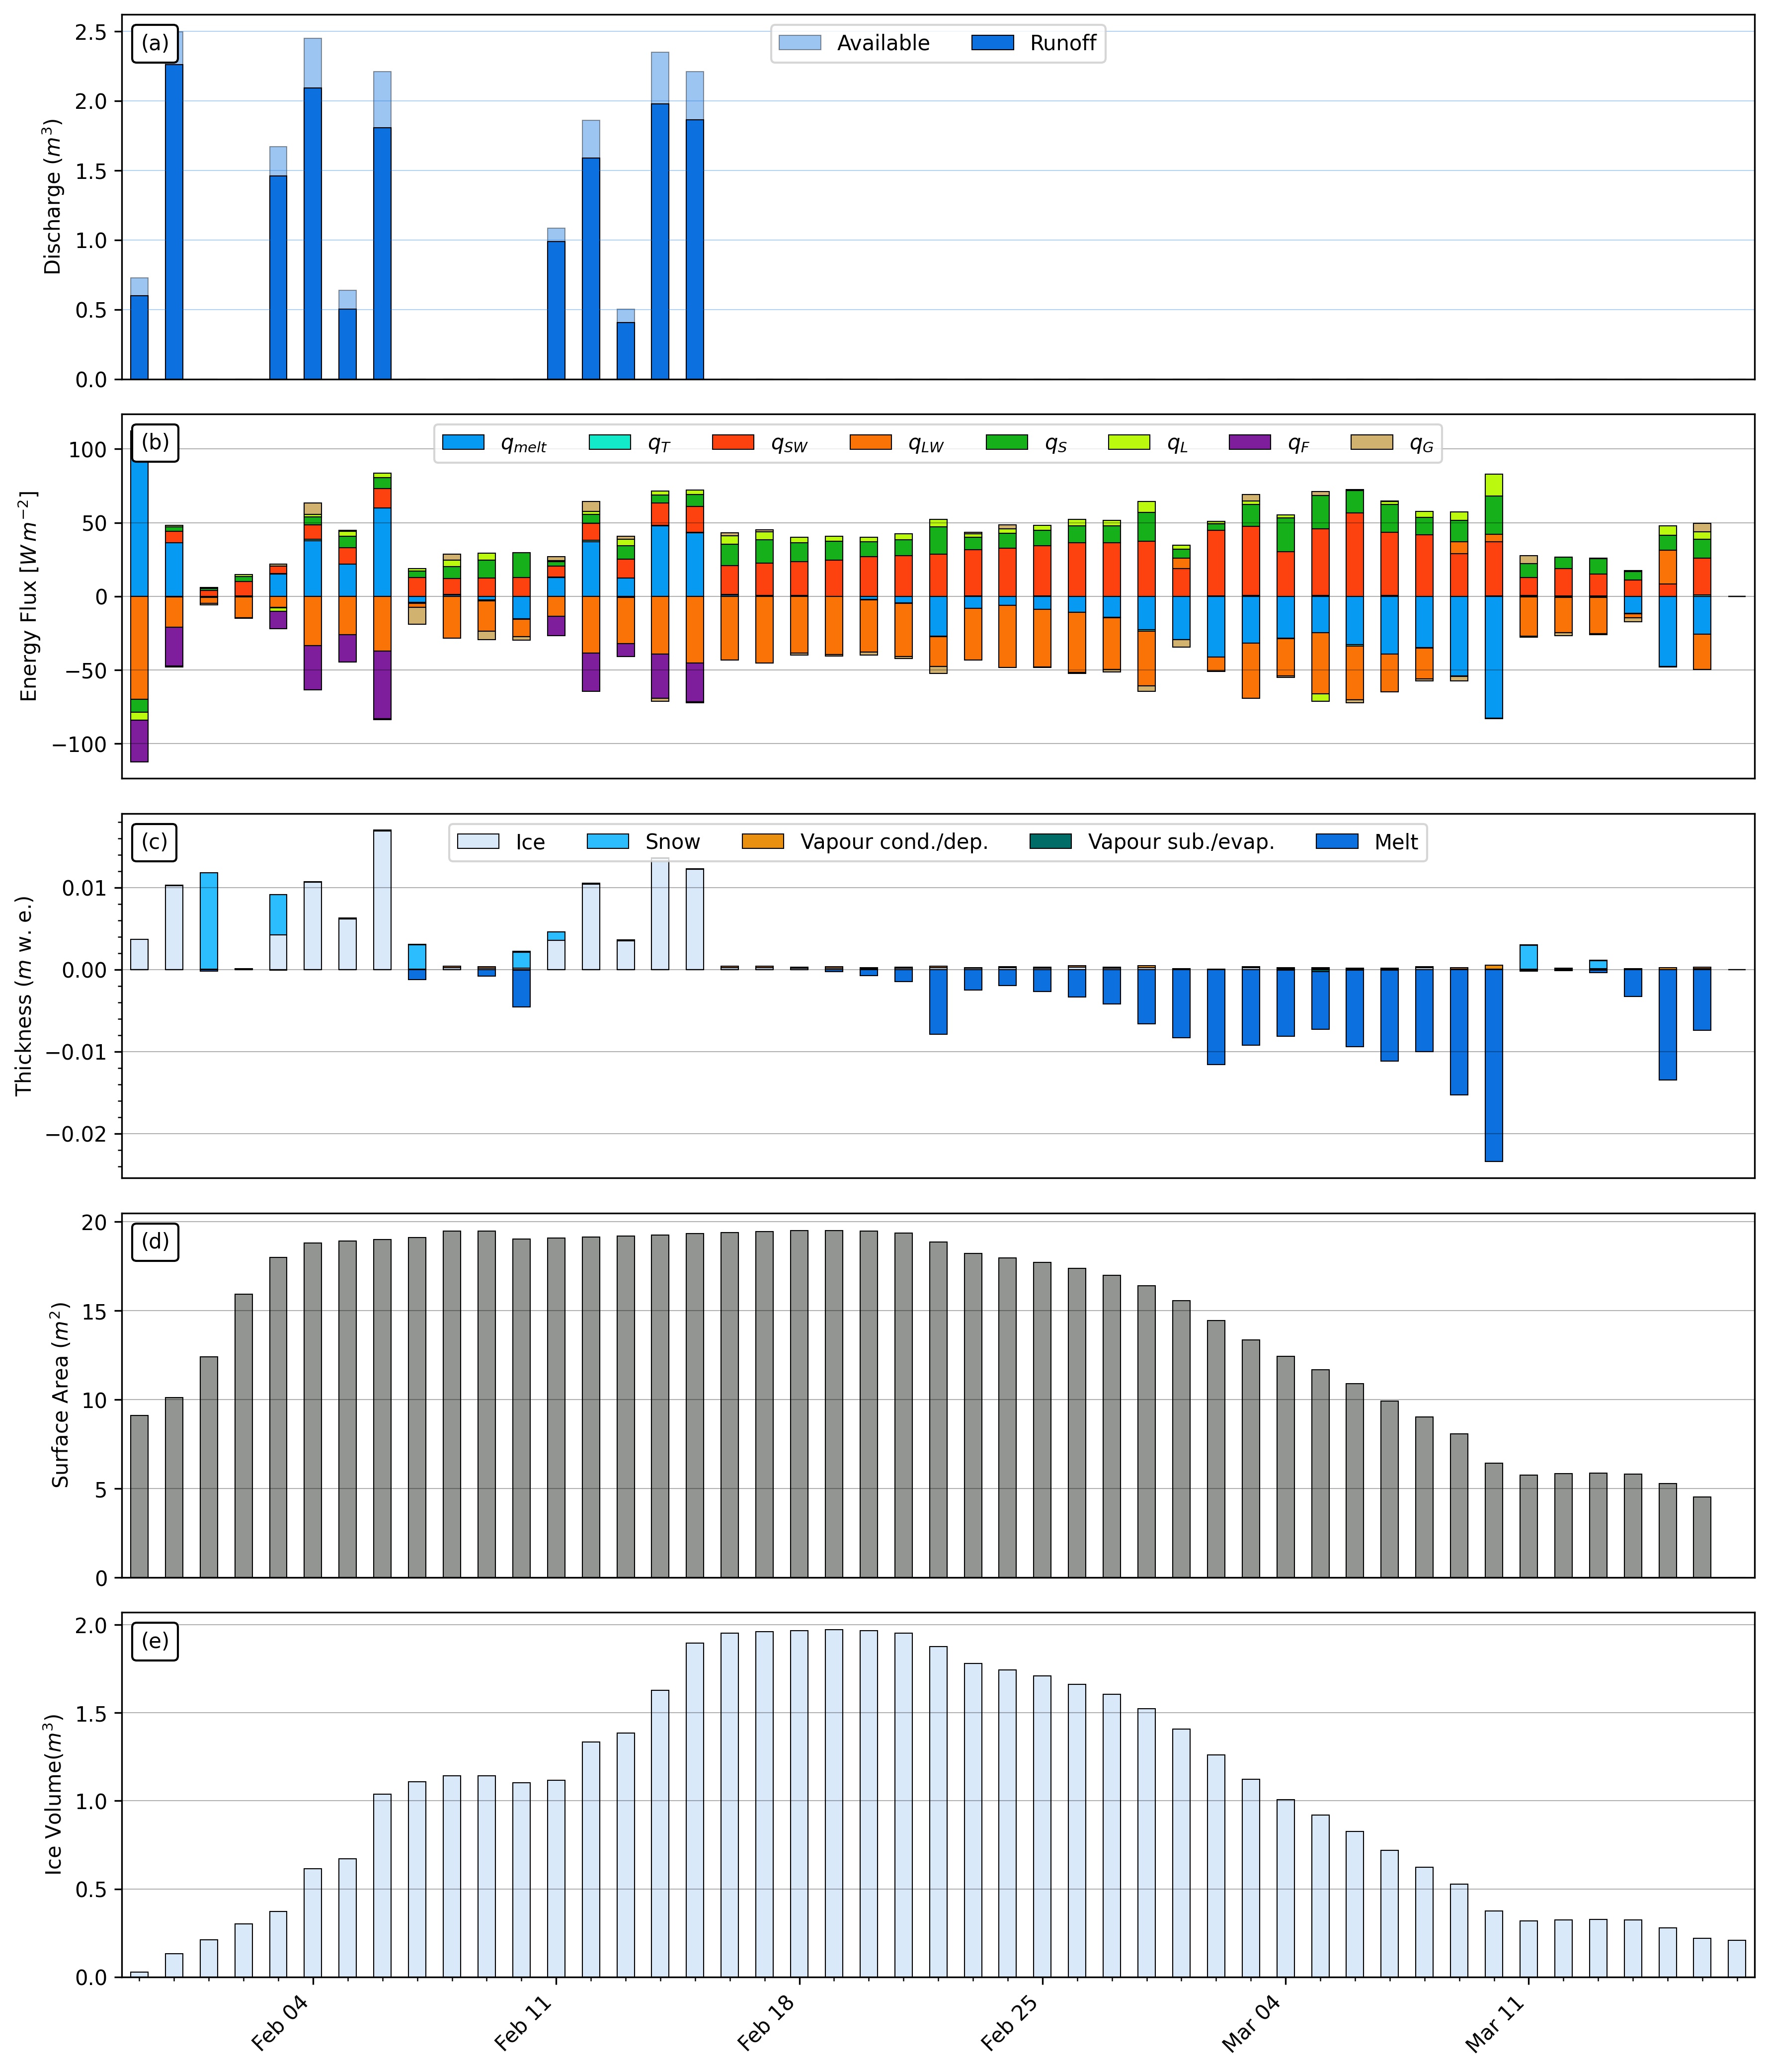 (a)
Available Runoff
Discharge (m³)
2.5
2.0
1.5
1.0
0.5
0.0
(b)
q_melt q_T q_SW q_LW q_S q_L q_F q_G
Energy Flux [W m⁻²]
100
50
0
−50
−100
(c)
Ice Snow Vapour cond./dep. Vapour sub./evap. Melt
Thickness (m w. e.)
0.01
0.00
−0.01
−0.02
(d)
Surface Area (m²)
20
15
10
5
0
(e)
Ice Volume(m³)
2.0
1.5
1.0
0.5
0.0
Feb 04 Feb 11 Feb 18 Feb 25 Mar 04 Mar 11